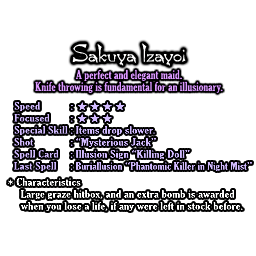 Sakuya Izayoi
A perfect and elegant maid.
Knife throwing is fundamental for an illusionary.
Speed : ★★★★
Focused : ★★★
Special Skill : Items drop slower.
Shot : "Mysterious Jack"
Spell Card : Illusion Sign "Killing Doll"
Last Spell : Buriallusion "Phantomic Killer in Night Mist"
* Characteristics
Large graze hitbox, and an extra bomb is awarded
when you lose a life, if any were left in stock before.